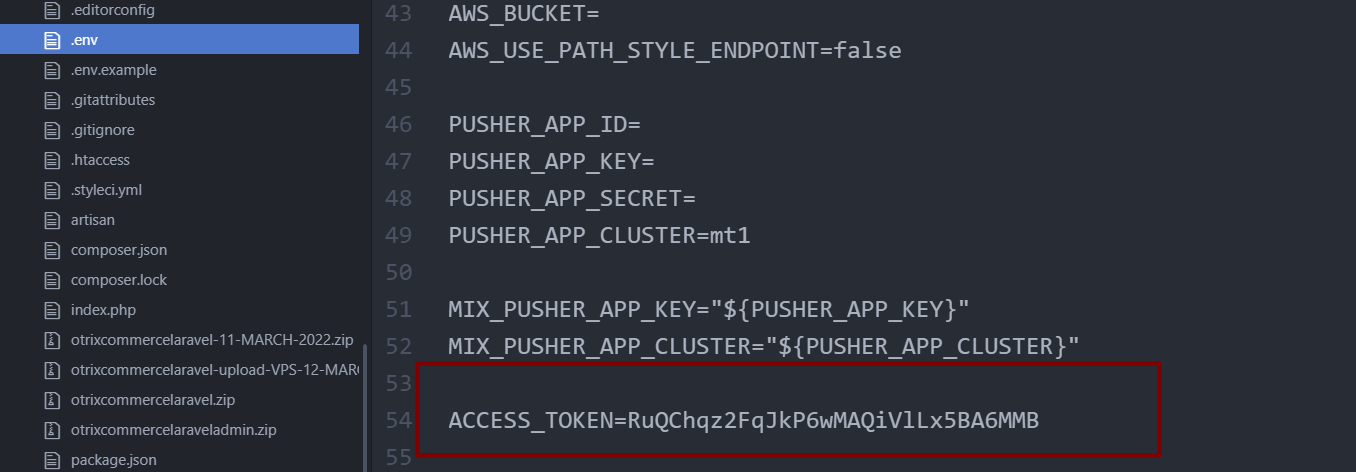 .editorconfig
.env
.env.example
.gitattributes
.gitignore
.htaccess
.styleci.yml
artisan
composer.json
composer.lock
index.php
otrixcommercelaravel-11-MARCH-2022.zip
otrixcommercelaravel-upload-VPS-12-MAR
otrixcommercelaravel.zip
otrixcommercelaraveladmin.zip
package.json
43 AWS_BUCKET=
44 AWS_USE_PATH_STYLE_ENDPOINT=false
45
46 PUSHER_APP_ID=
47 PUSHER_APP_KEY=
48 PUSHER_APP_SECRET=
49 PUSHER_APP_CLUSTER=mt1
50
51 MIX_PUSHER_APP_KEY="${PUSHER_APP_KEY}"
52 MIX_PUSHER_APP_CLUSTER="${PUSHER_APP_CLUSTER}"
53
54 ACCESS_TOKEN=RuQChqz2FqJkP6wMAQiVlLx5BA6MMB
55